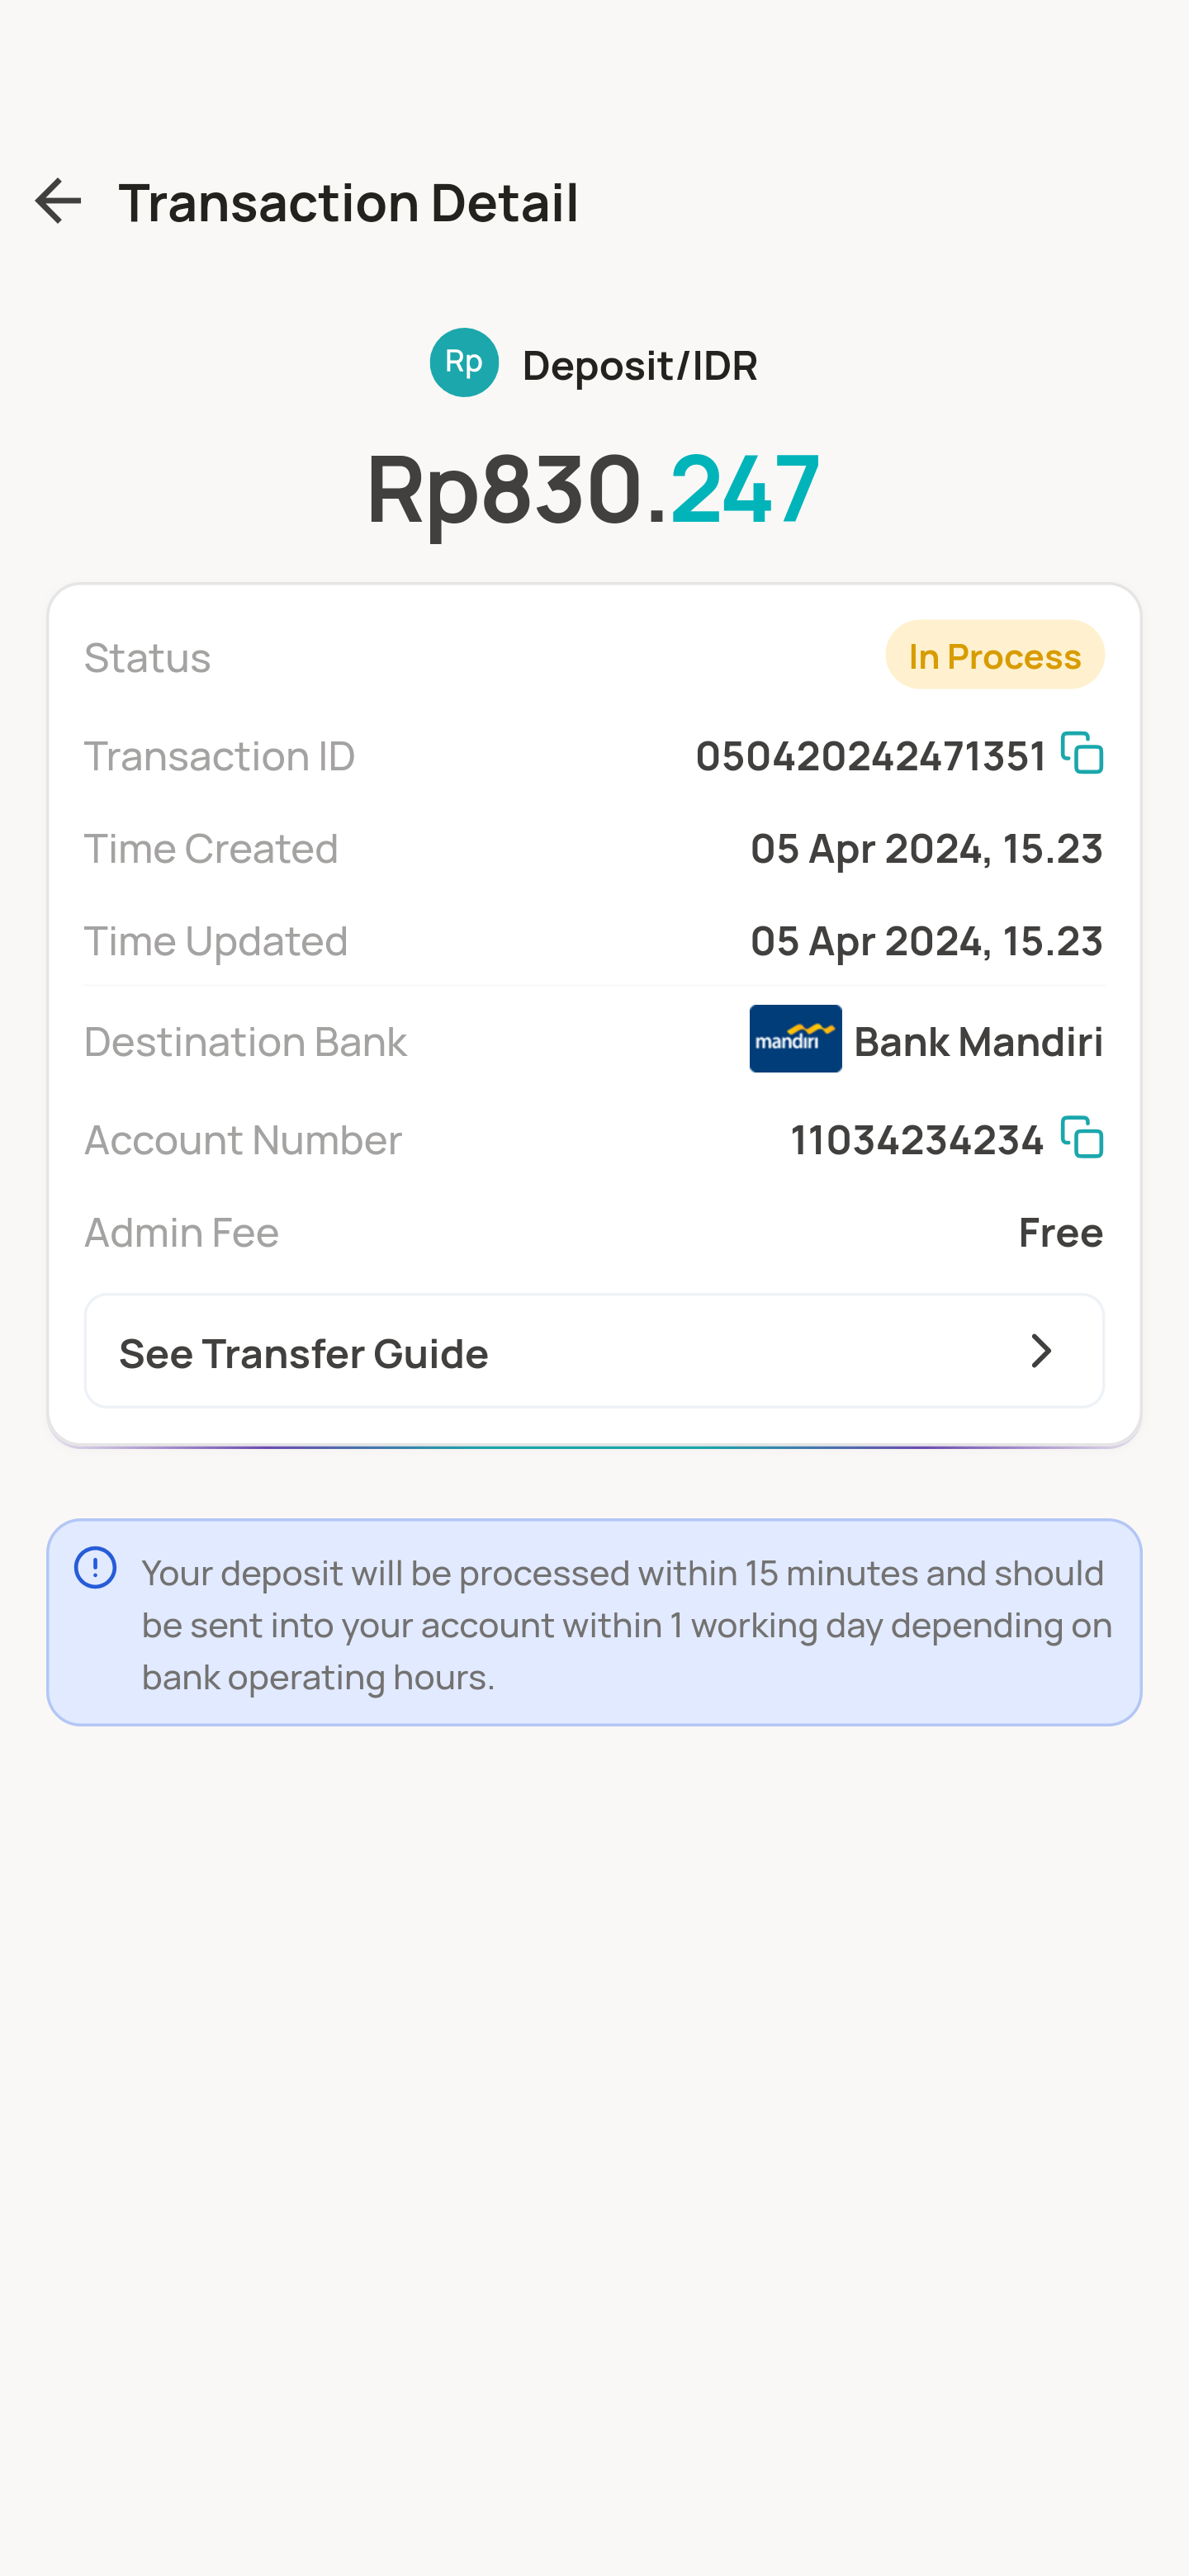 Transaction Detail
Rp Deposit/IDR
Rp830.247
Status In Process
Transaction ID 050420242471351
Time Created 05 Apr 2024, 15.23
Time Updated 05 Apr 2024, 15.23
Destination Bank mandiri Bank Mandiri
Account Number 11034234234
Admin Fee Free
See Transfer Guide
Your deposit will be processed within 15 minutes and should
be sent into your account within 1 working day depending on
bank operating hours.